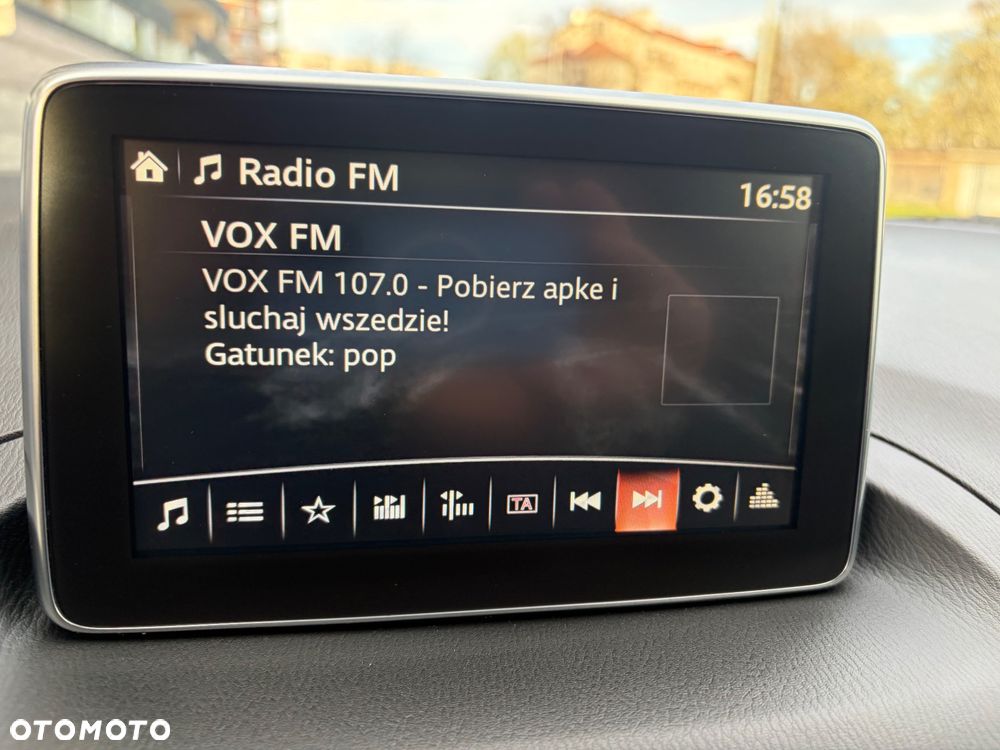 Radio FM
16:58
VOX FM
VOX FM 107.0 - Pobierz apke i
sluchaj wszedzie!
Gatunek: pop
TA
OTOMOTO